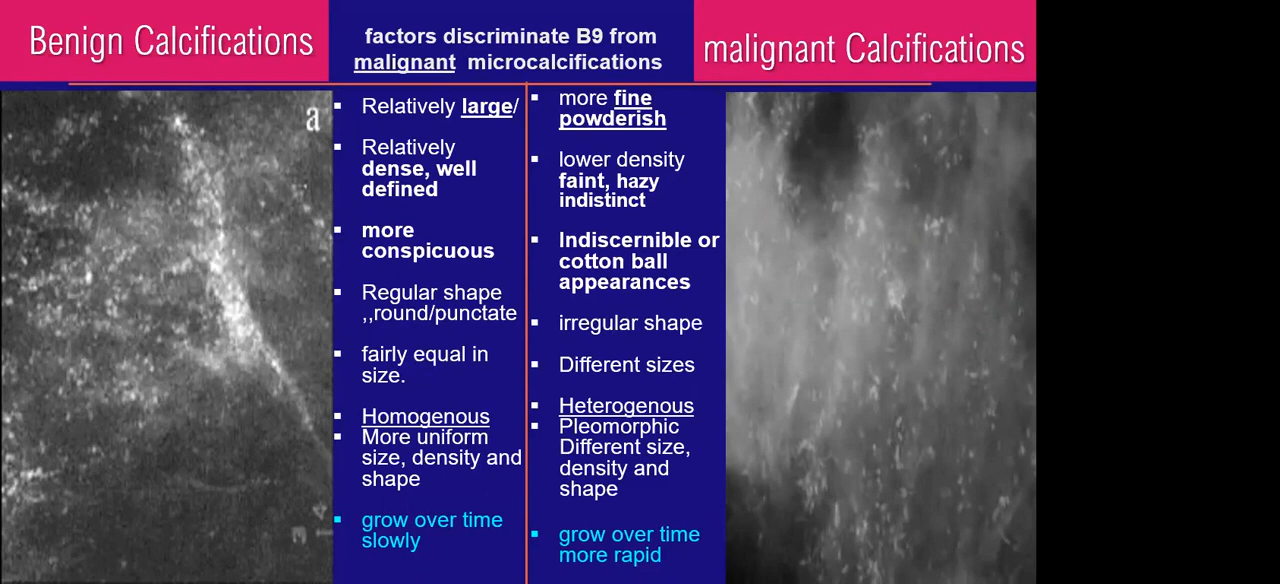 Benign Calcifications
factors discriminate B9 from
malignant microcalcifications
malignant Calcifications
a
▪ Relatively large/
▪ Relatively
dense, well
defined
▪ more
conspicuous
▪ Regular shape
,,round/punctate
▪ fairly equal in
size.
▪ Homogenous
▪ More uniform
size, density and
shape
▪ grow over time
slowly
▪ more fine
powderish
▪ lower density
faint, hazy
indistinct
▪ Indiscernible or
cotton ball
appearances
▪ irregular shape
▪ Different sizes
▪ Heterogenous
▪ Pleomorphic
Different size,
density and
shape
▪ grow over time
more rapid